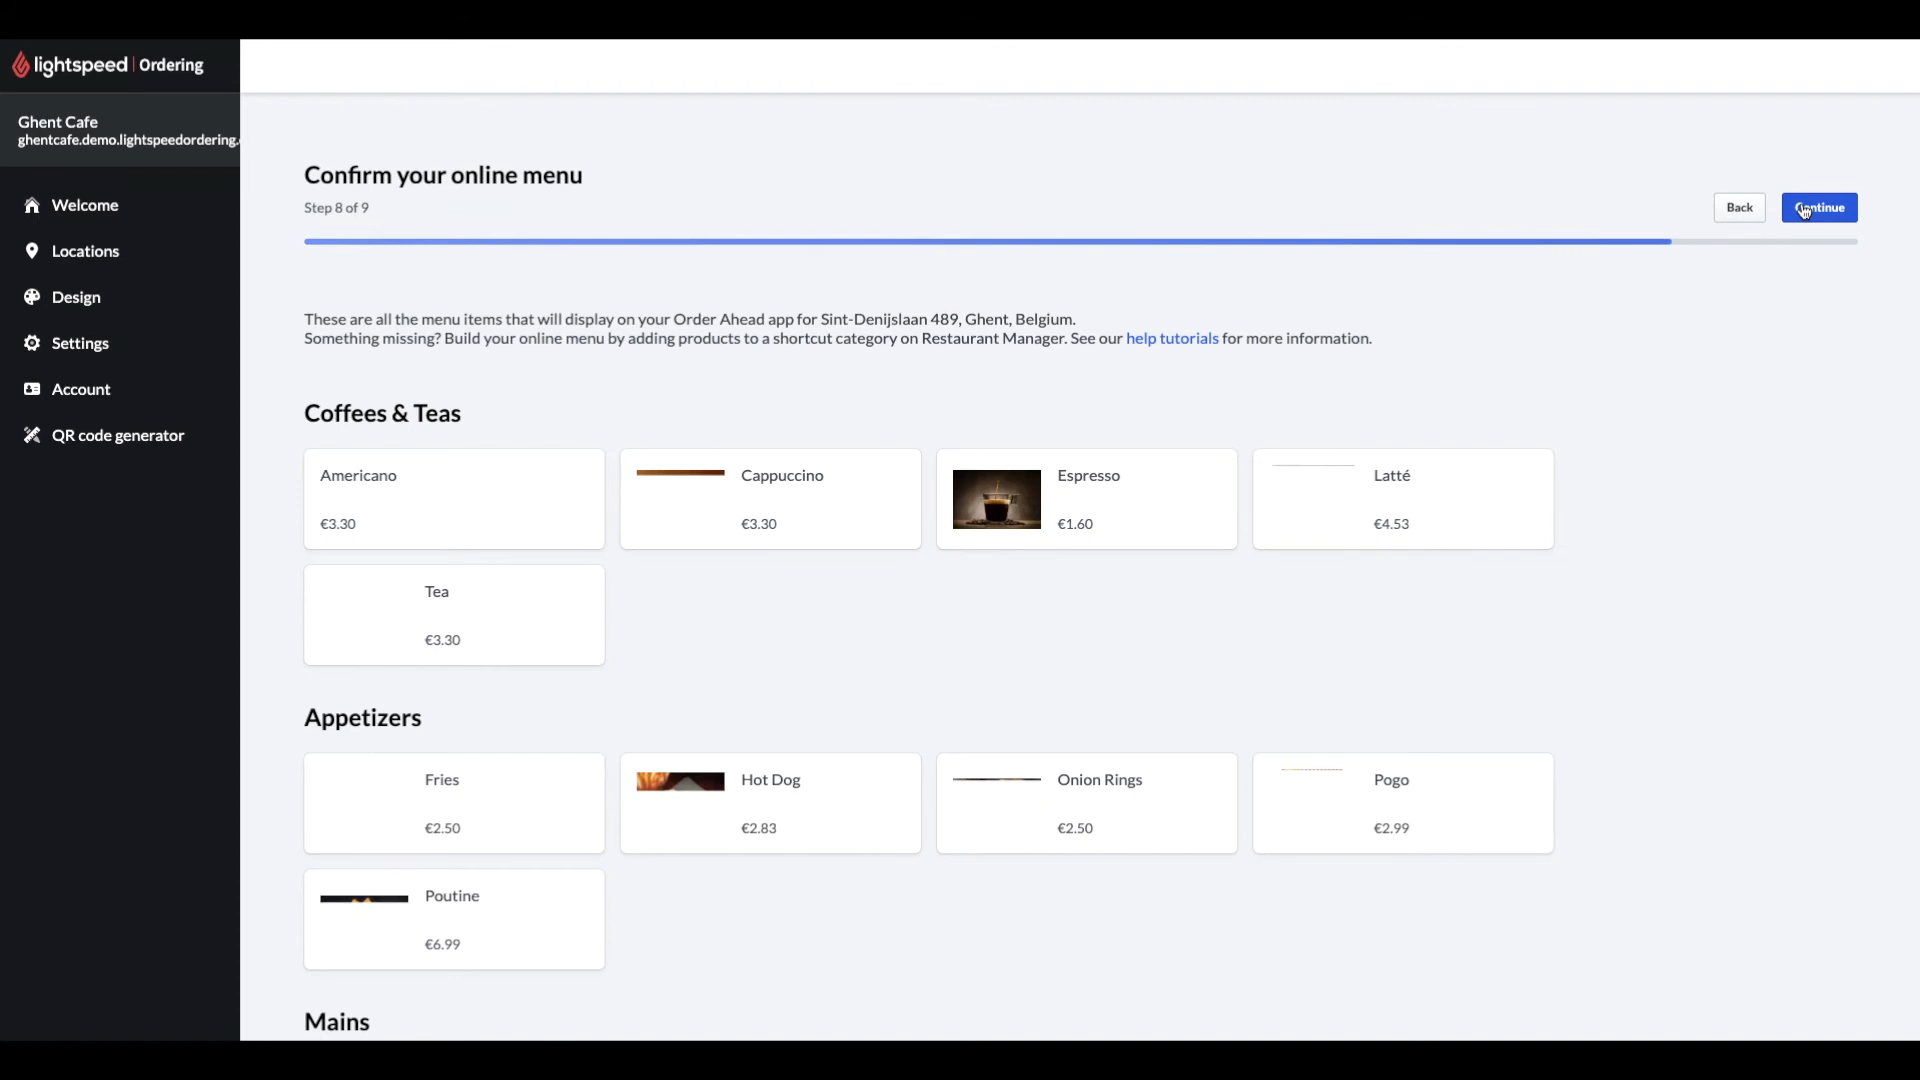 lightspeed | Ordering
Ghent Cafe
ghentcafe.demo.lightspeedordering.
Welcome
Locations
Design
Settings
Account
QR code generator
Confirm your online menu
Step 8 of 9
Back
Continue
These are all the menu items that will display on your Order Ahead app for Sint-Denijslaan 489, Ghent, Belgium.
Something missing? Build your online menu by adding products to a shortcut category on Restaurant Manager. See our help tutorials for more information.
Coffees & Teas
Americano
€3.30
Cappuccino
€3.30
Espresso
€1.60
Latté
€4.53
Tea
€3.30
Appetizers
Fries
€2.50
Hot Dog
€2.83
Onion Rings
€2.50
Pogo
€2.99
Poutine
€6.99
Mains